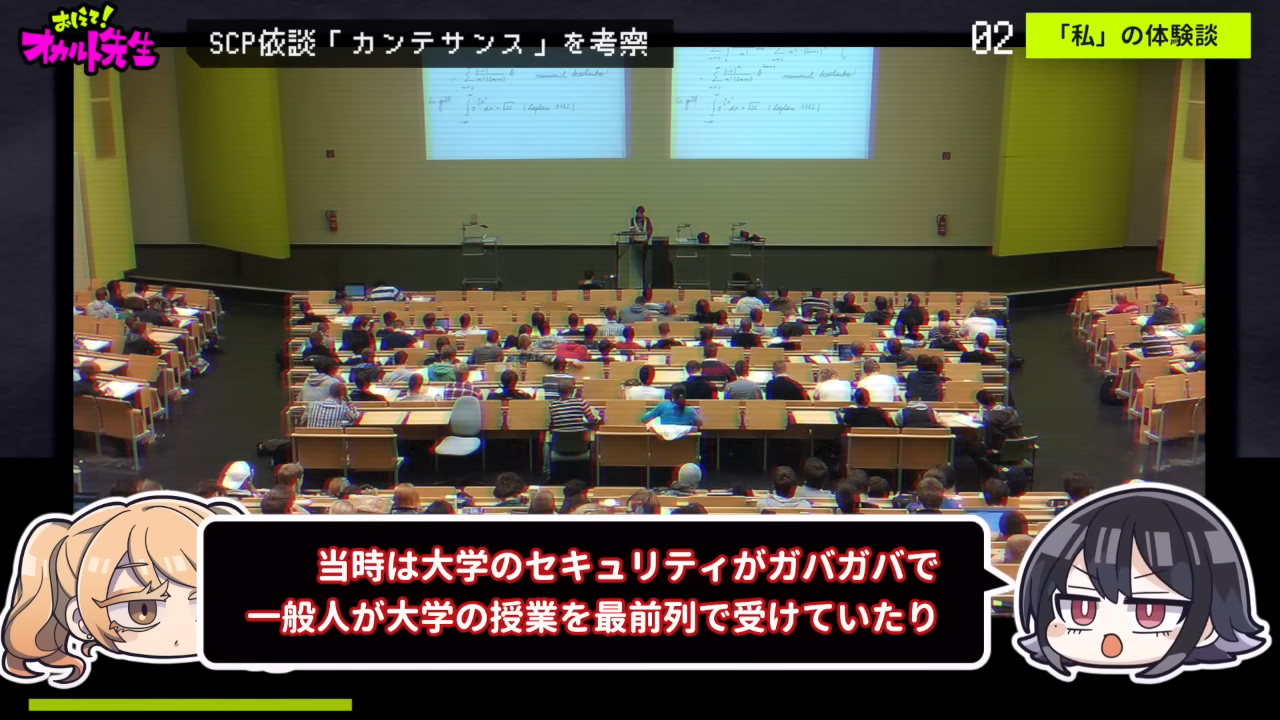 おしえて!
オカルト先生
SCP依談「カンテサンス」を考察
02
「私」の体験談
当時は大学のセキュリティがガバガバで
一般人が大学の授業を最前列で受けていたり